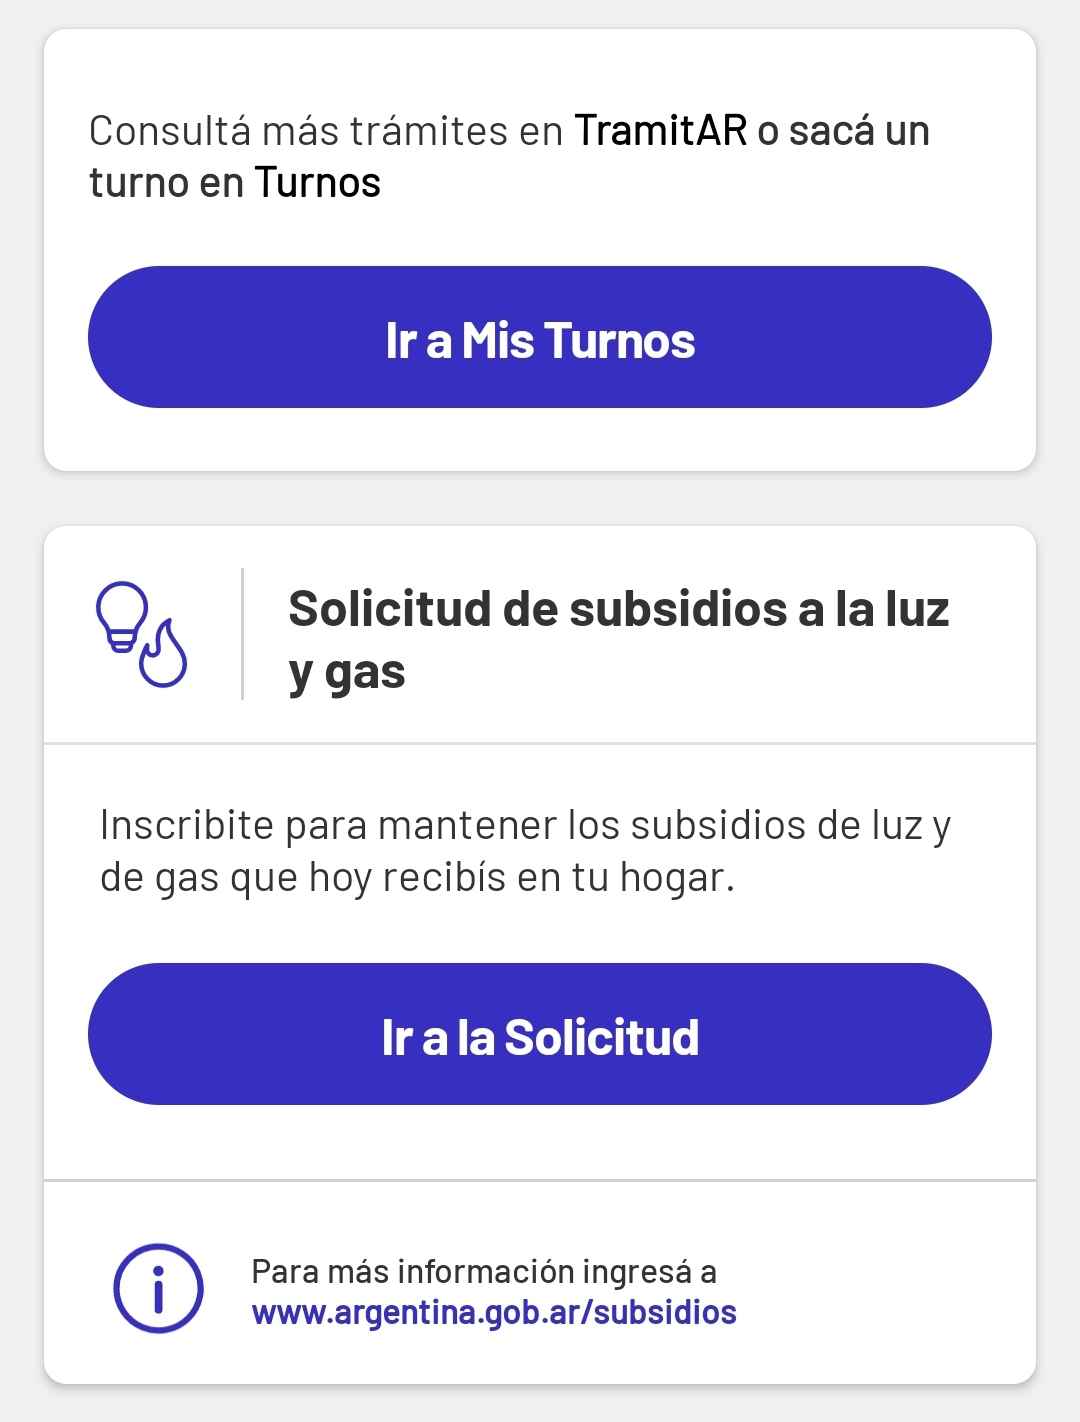 Consultá más trámites en TramitAR o sacá un
turno en Turnos
Ir a Mis Turnos
Solicitud de subsidios a la luz
y gas
Inscribite para mantener los subsidios de luz y
de gas que hoy recibís en tu hogar.
Ir a la Solicitud
Para más información ingresá a
www.argentina.gob.ar/subsidios